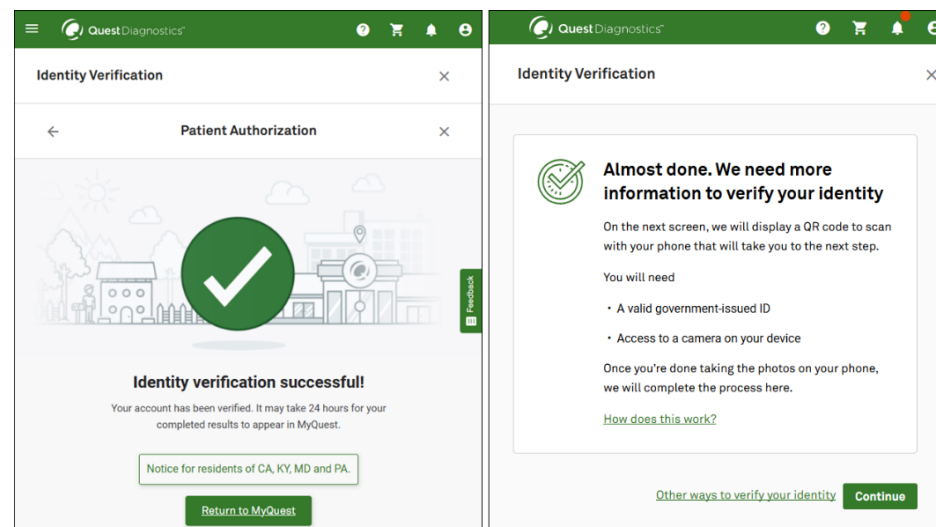 Quest Diagnostics™
Identity Verification
Patient Authorization
Feedback
Identity verification successful!
Your account has been verified. It may take 24 hours for your
completed results to appear in MyQuest.
Notice for residents of CA, KY, MD and PA.
Return to MyQuest
Quest Diagnostics™
Identity Verification
Almost done. We need more
information to verify your identity
On the next screen, we will display a QR code to scan
with your phone that will take you to the next step.
You will need
• A valid government-issued ID
• Access to a camera on your device
Once you're done taking the photos on your phone,
we will complete the process here.
How does this work?
Other ways to verify your identity
Continue